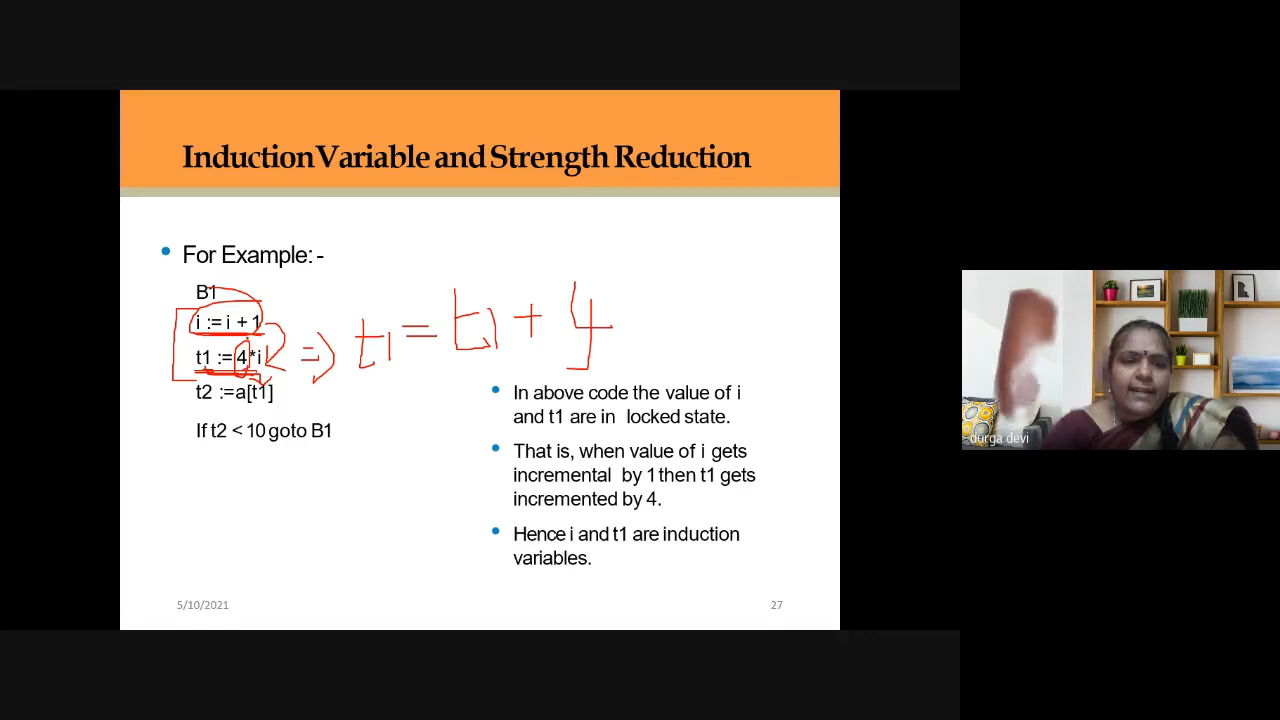 Induction Variable and Strength Reduction
• For Example: -
B1
i := i + 1
t1 := 4*i
t2 :=a[t1]
If t2 < 10 goto B1
=> t1 = t1 + 4
• In above code the value of i
and t1 are in locked state.
• That is, when value of i gets
incremental by 1 then t1 gets
incremented by 4.
• Hence i and t1 are induction
variables.
5/10/2021
27
durga devi